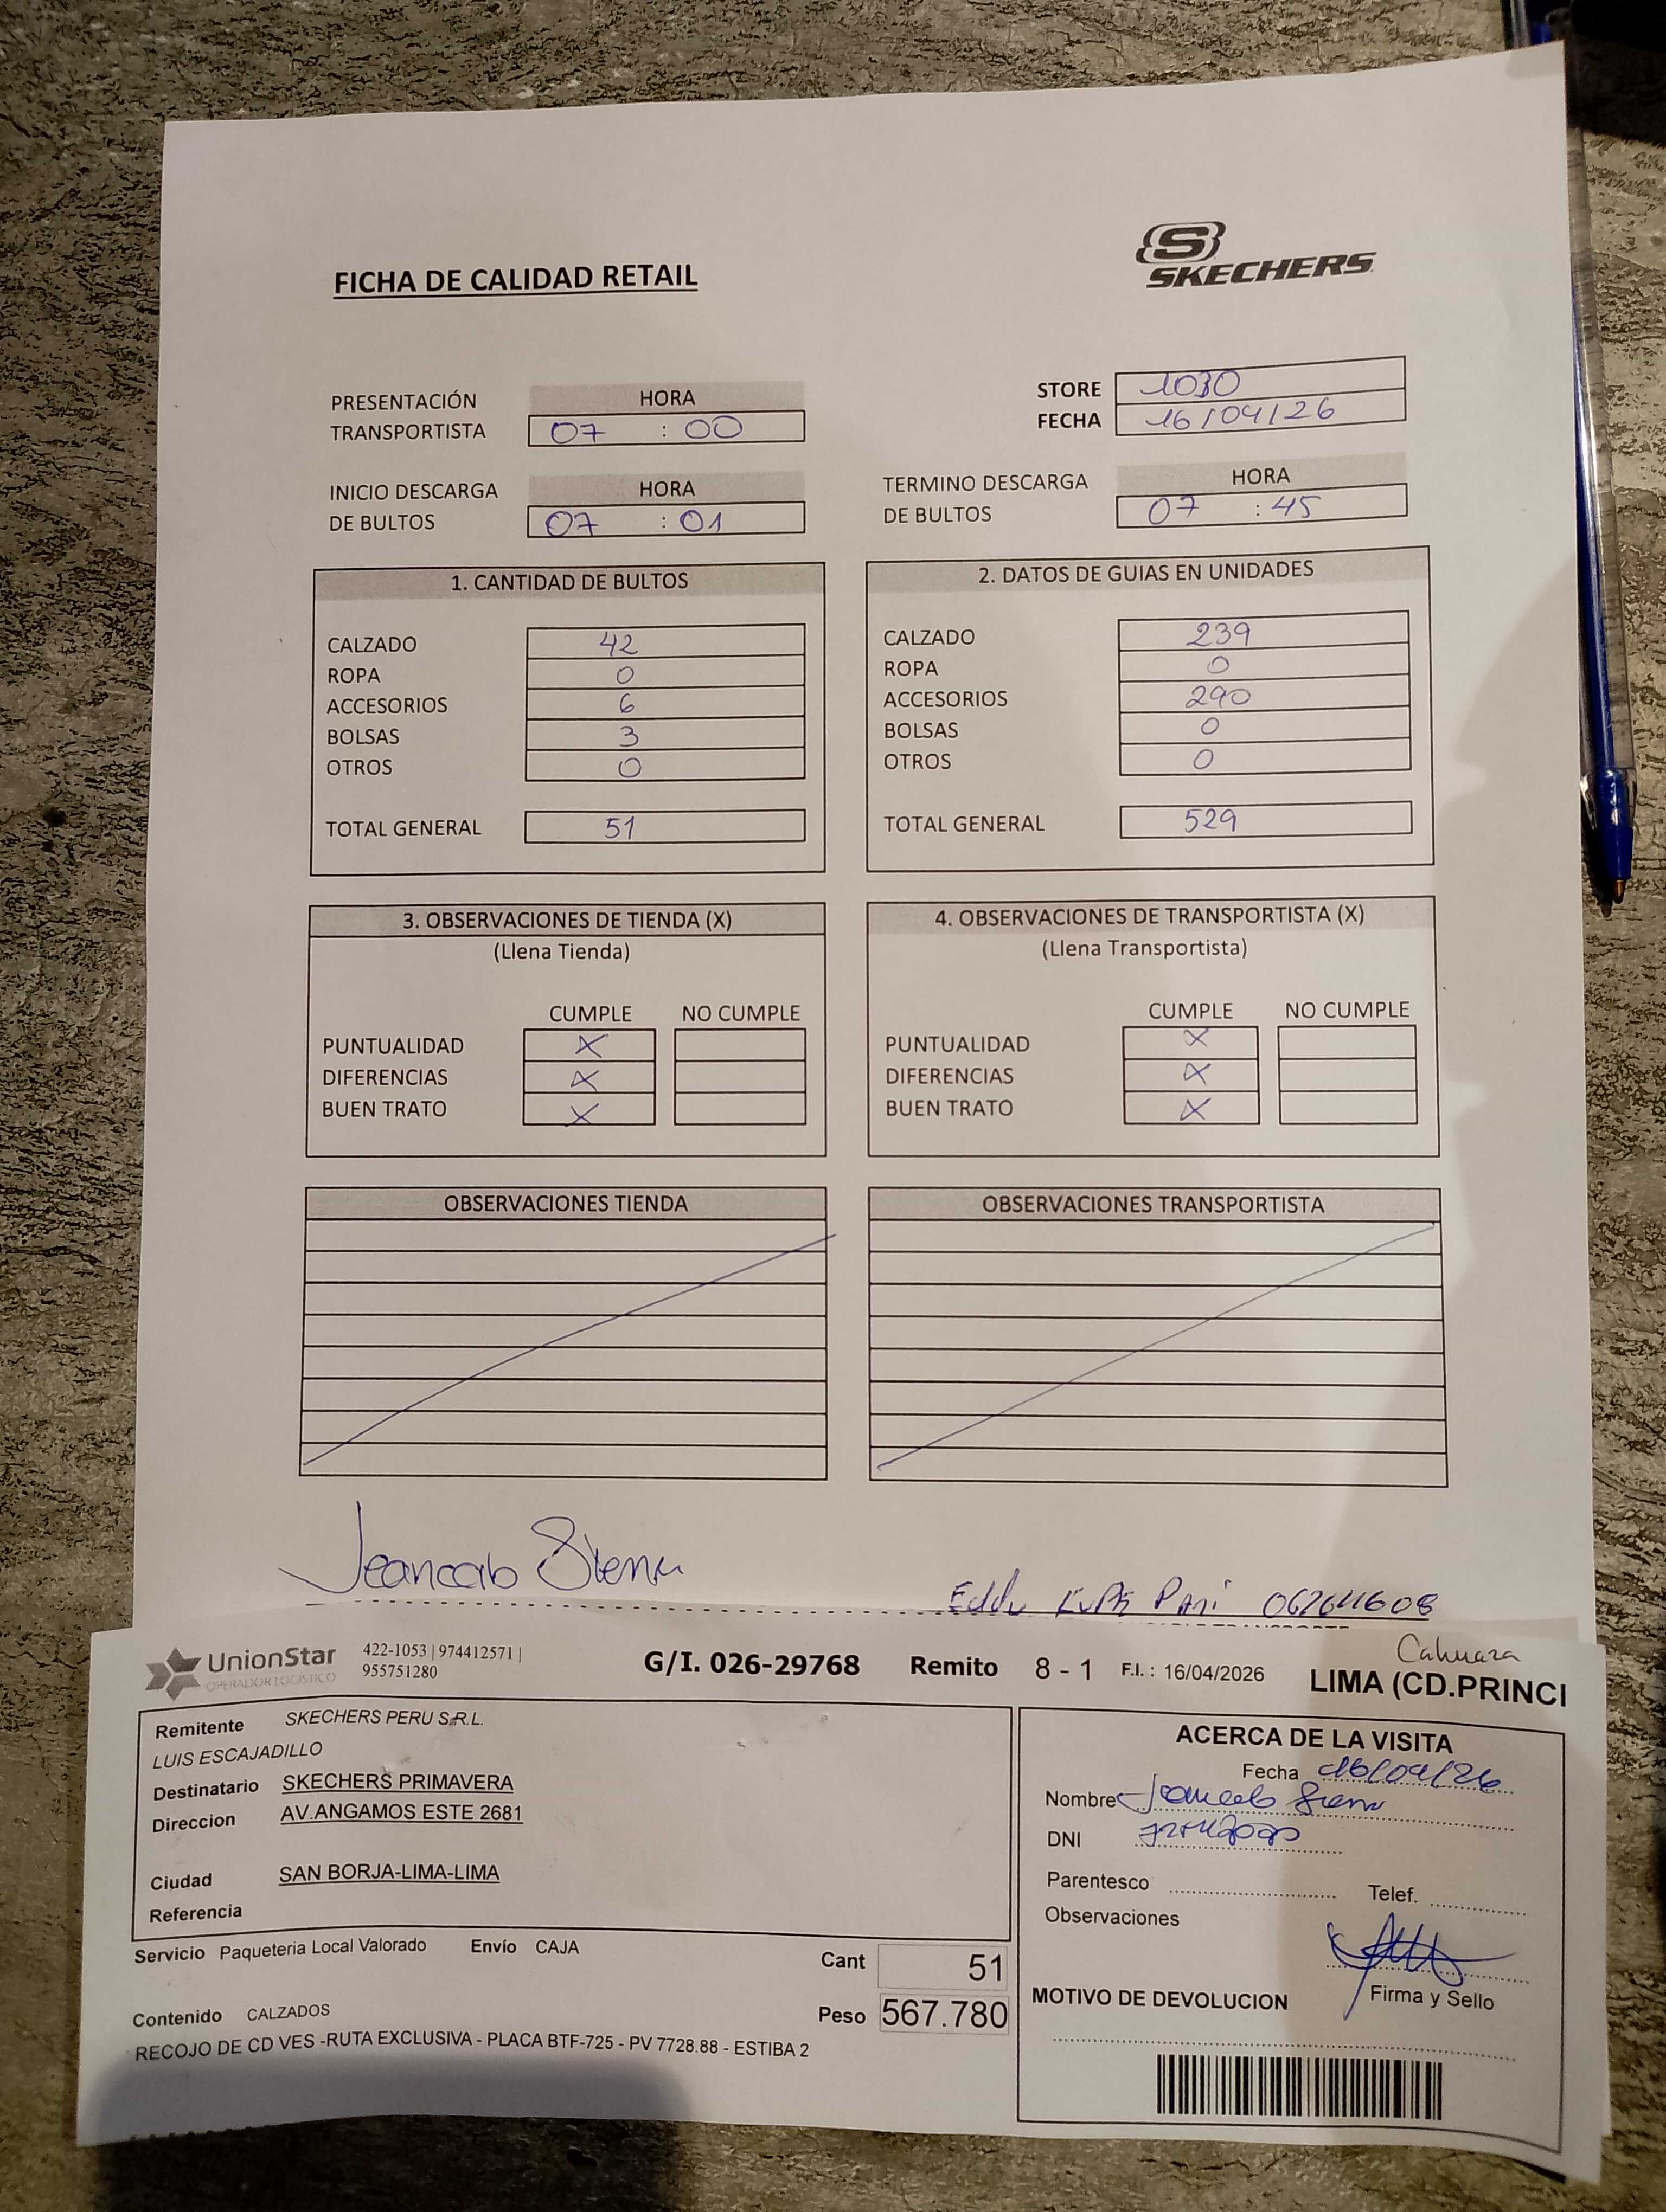 SKECHERS
FICHA DE CALIDAD RETAIL
PRESENTACIÓN TRANSPORTISTA HORA 07 : 00
STORE 1030
FECHA 16/04/26
INICIO DESCARGA DE BULTOS HORA 07 : 01
TERMINO DESCARGA DE BULTOS HORA 07 : 45
1. CANTIDAD DE BULTOS
CALZADO 42
ROPA 0
ACCESORIOS 6
BOLSAS 3
OTROS 0
TOTAL GENERAL 51
2. DATOS DE GUIAS EN UNIDADES
CALZADO 239
ROPA 0
ACCESORIOS 290
BOLSAS 0
OTROS 0
TOTAL GENERAL 529
3. OBSERVACIONES DE TIENDA (X)
(Llena Tienda)
CUMPLE NO CUMPLE
PUNTUALIDAD X
DIFERENCIAS X
BUEN TRATO X
4. OBSERVACIONES DE TRANSPORTISTA (X)
(Llena Transportista)
CUMPLE NO CUMPLE
PUNTUALIDAD X
DIFERENCIAS X
BUEN TRATO X
OBSERVACIONES TIENDA
OBSERVACIONES TRANSPORTISTA
UnionStar
OPERADOR LOGISTICO
422-1053 | 974412571 |
955751280
G/I. 026-29768 Remito 8 - 1 F.I. : 16/04/2026
LIMA (CD.PRINCI
Remitente SKECHERS PERU S.R.L.
LUIS ESCAJADILLO
Destinatario SKECHERS PRIMAVERA
Direccion AV.ANGAMOS ESTE 2681
Ciudad SAN BORJA-LIMA-LIMA
Referencia
Servicio Paqueteria Local Valorado Envío CAJA
Cant 51
Contenido CALZADOS
Peso 567.780
RECOJO DE CD VES -RUTA EXCLUSIVA - PLACA BTF-725 - PV 7728.88 - ESTIBA 2
ACERCA DE LA VISITA
Fecha 16/04/26
Nombre
DNI
Parentesco Telef.
Observaciones
Firma y Sello
MOTIVO DE DEVOLUCION